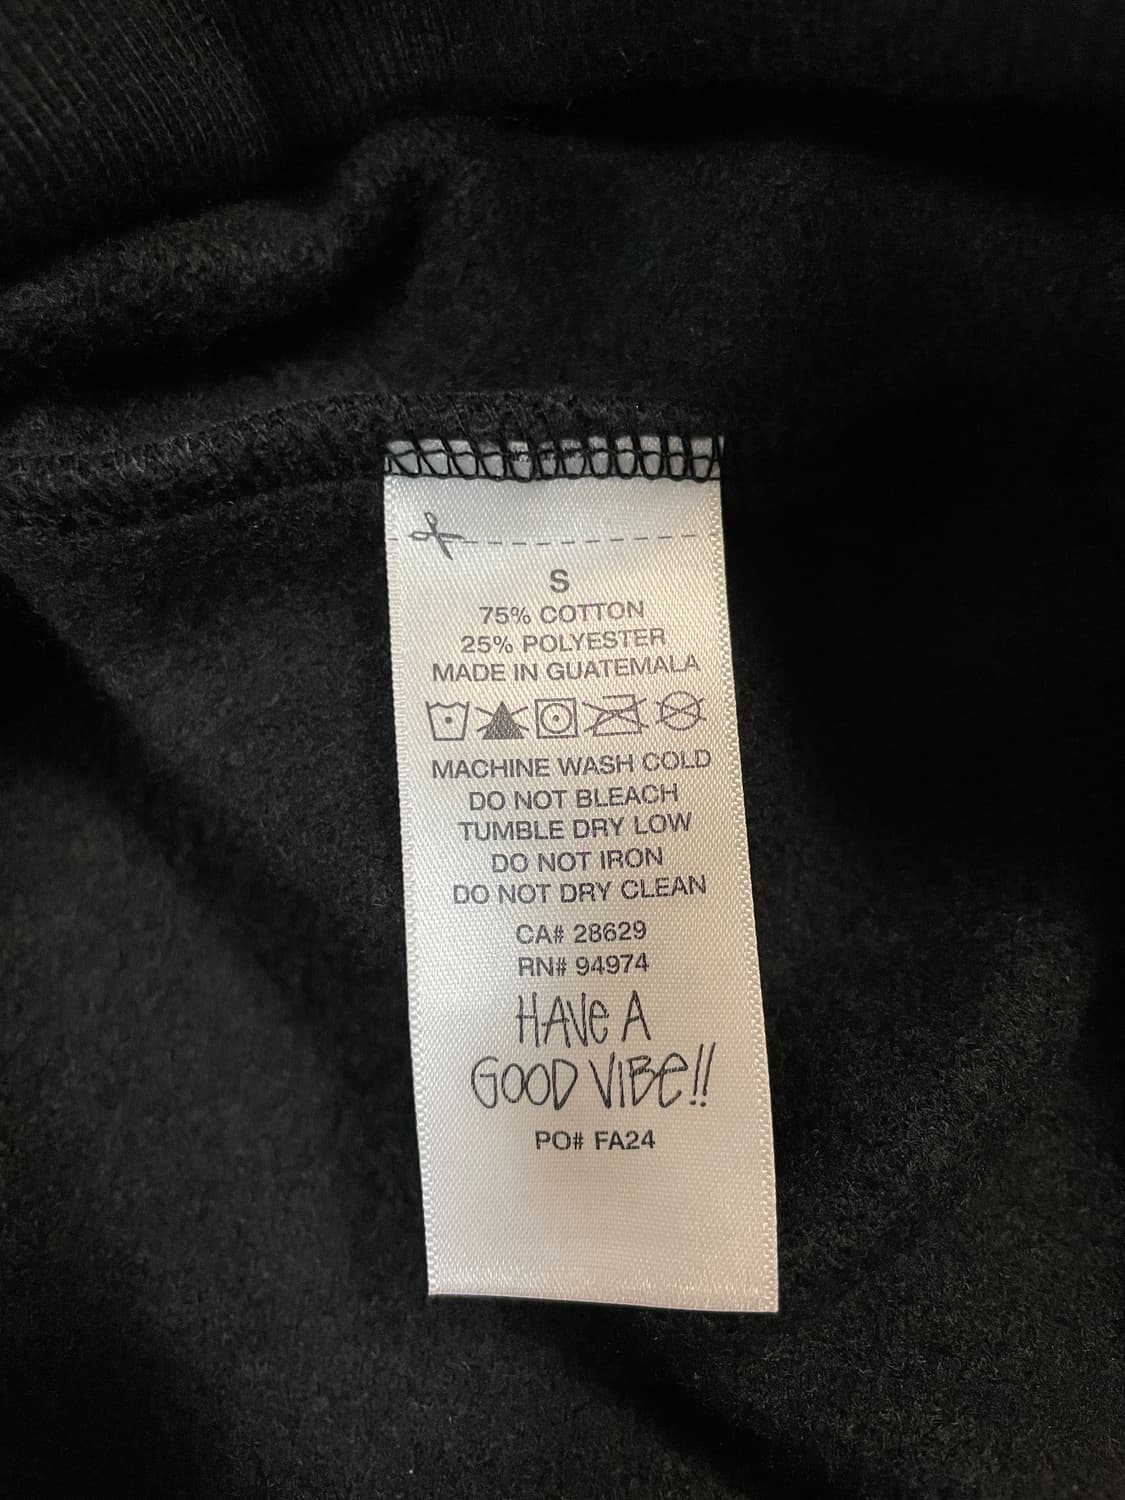 S
75% COTTON
25% POLYESTER
MADE IN GUATEMALA
MACHINE WASH COLD
DO NOT BLEACH
TUMBLE DRY LOW
DO NOT IRON
DO NOT DRY CLEAN
CA# 28629
RN# 94974
HAVe A
GOOD VIBe!!
PO# FA24